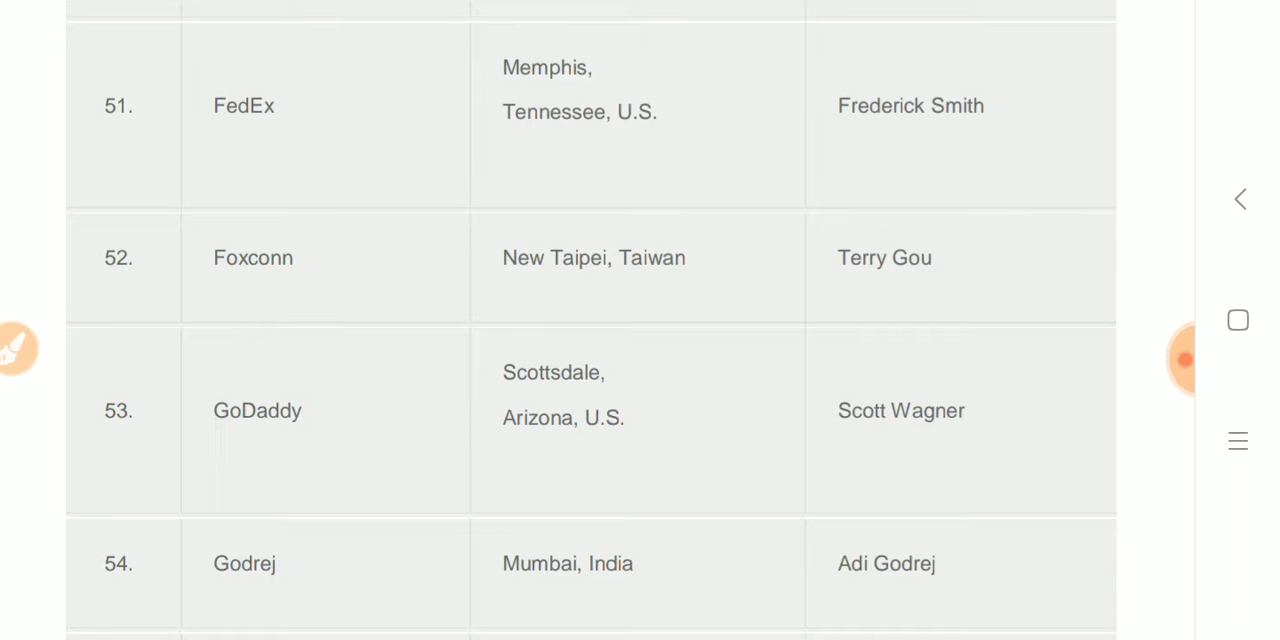 51.
FedEx
Memphis,
Tennessee, U.S.
Frederick Smith
52.
Foxconn
New Taipei, Taiwan
Terry Gou
53.
GoDaddy
Scottsdale,
Arizona, U.S.
Scott Wagner
54.
Godrej
Mumbai, India
Adi Godrej